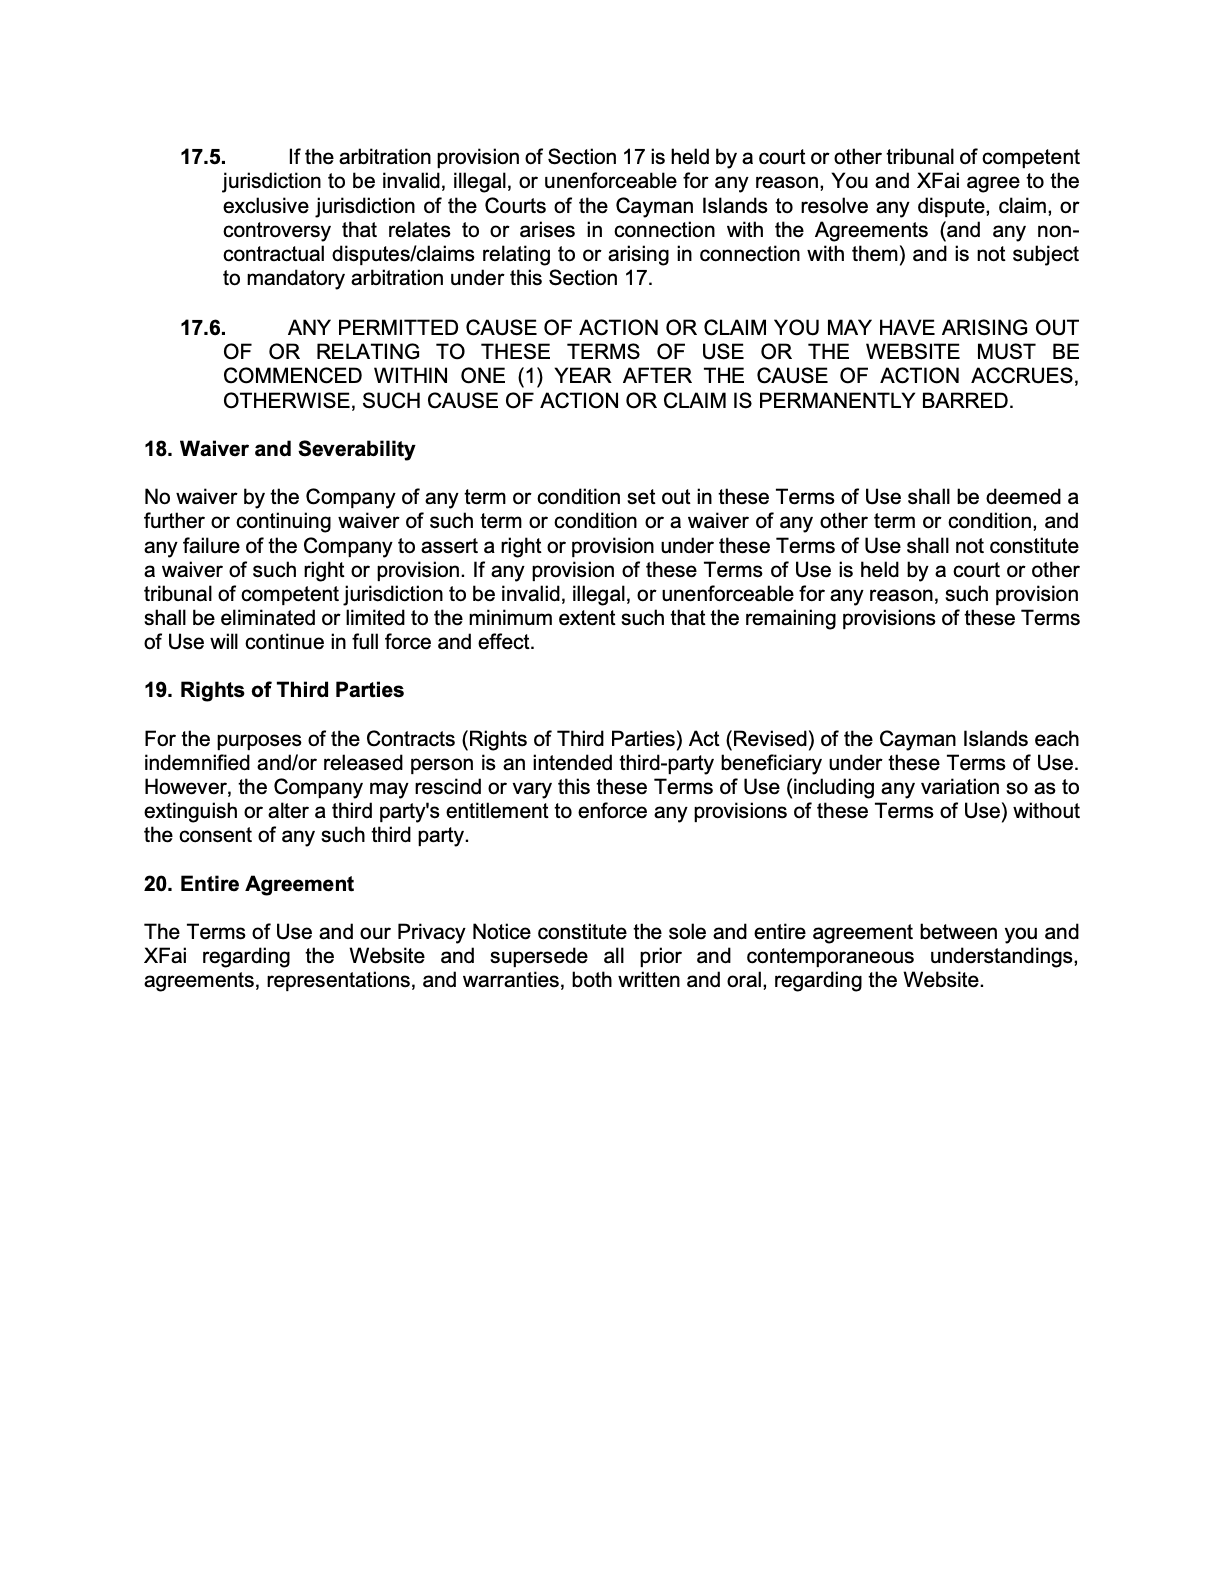 17.5. If the arbitration provision of Section 17 is held by a court or other tribunal of competent
jurisdiction to be invalid, illegal, or unenforceable for any reason, You and XFai agree to the
exclusive jurisdiction of the Courts of the Cayman Islands to resolve any dispute, claim, or
controversy that relates to or arises in connection with the Agreements (and any non-
contractual disputes/claims relating to or arising in connection with them) and is not subject
to mandatory arbitration under this Section 17.
17.6. ANY PERMITTED CAUSE OF ACTION OR CLAIM YOU MAY HAVE ARISING OUT
OF OR RELATING TO THESE TERMS OF USE OR THE WEBSITE MUST BE
COMMENCED WITHIN ONE (1) YEAR AFTER THE CAUSE OF ACTION ACCRUES,
OTHERWISE, SUCH CAUSE OF ACTION OR CLAIM IS PERMANENTLY BARRED.
18. Waiver and Severability
No waiver by the Company of any term or condition set out in these Terms of Use shall be deemed a
further or continuing waiver of such term or condition or a waiver of any other term or condition, and
any failure of the Company to assert a right or provision under these Terms of Use shall not constitute
a waiver of such right or provision. If any provision of these Terms of Use is held by a court or other
tribunal of competent jurisdiction to be invalid, illegal, or unenforceable for any reason, such provision
shall be eliminated or limited to the minimum extent such that the remaining provisions of these Terms
of Use will continue in full force and effect.
19. Rights of Third Parties
For the purposes of the Contracts (Rights of Third Parties) Act (Revised) of the Cayman Islands each
indemnified and/or released person is an intended third-party beneficiary under these Terms of Use.
However, the Company may rescind or vary this these Terms of Use (including any variation so as to
extinguish or alter a third party's entitlement to enforce any provisions of these Terms of Use) without
the consent of any such third party.
20. Entire Agreement
The Terms of Use and our Privacy Notice constitute the sole and entire agreement between you and
XFai regarding the Website and supersede all prior and contemporaneous understandings,
agreements, representations, and warranties, both written and oral, regarding the Website.